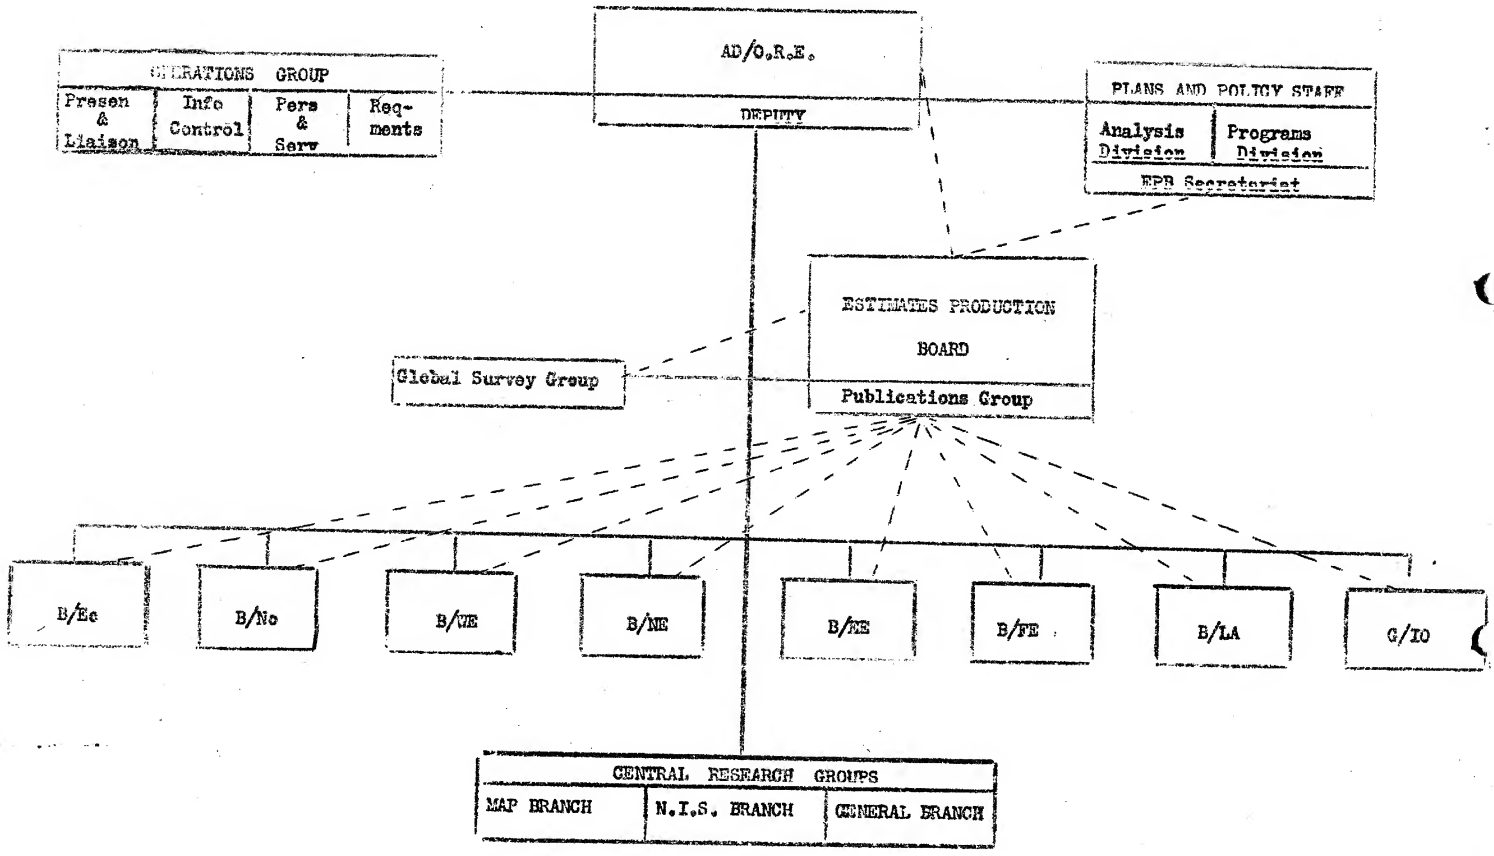 AD/O.R.E.
DEPUTY
OPERATIONS GROUP
Presen
&
Liaison
Info
Control
Pers
&
Serv
Req-
ments
PLANS AND POLICY STAFF
Analysis
Division
Programs
Division
EPB Secretariat
ESTIMATES PRODUCTION
BOARD
Publications Group
Global Survey Group
B/Ec
B/No
B/WE
B/NE
B/EE
B/FE
B/LA
G/IO
CENTRAL RESEARCH GROUPS
MAP BRANCH
N.I.S. BRANCH
GENERAL BRANCH